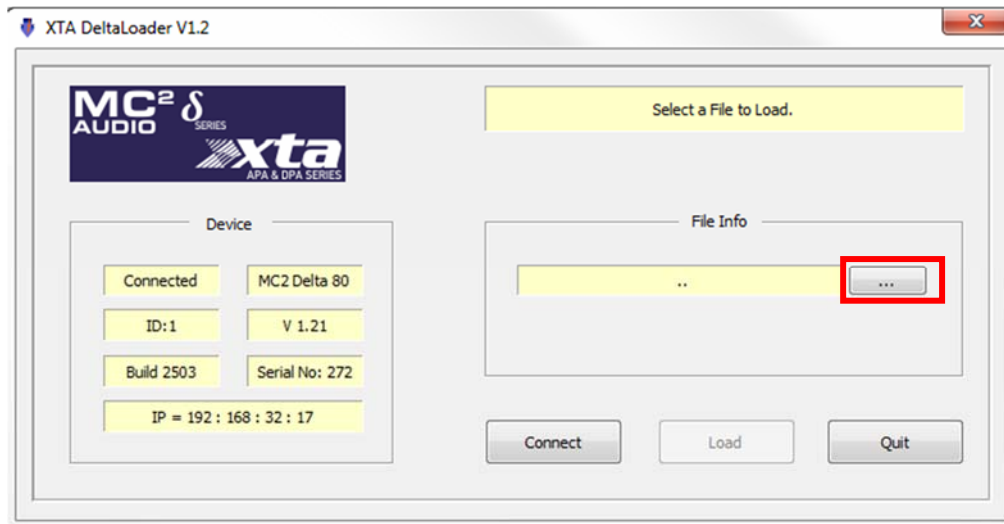 XTA DeltaLoader V1.2
MC² δ
AUDIO SERIES
xta
APA & DPA SERIES
Select a File to Load.
Device
Connected
MC2 Delta 80
ID:1
V 1.21
Build 2503
Serial No: 272
IP = 192 : 168 : 32 : 17
File Info
..
...
Connect
Load
Quit